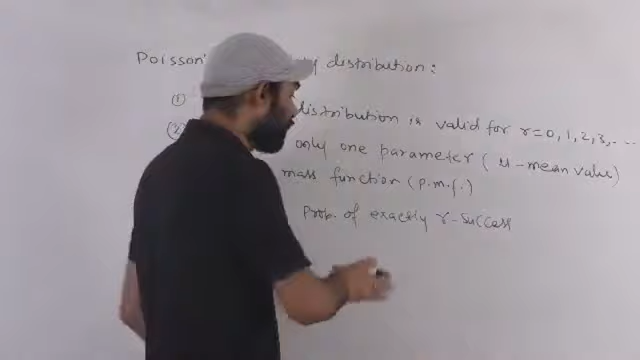 Poisson' distribution:
① distribution is valid for r=0,1,2,3,....
(2) only one parameter ( M-mean value)
mass function (p.m.f.)
Prob. of exactly r-success